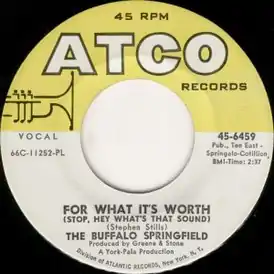 45 RPM
ATCO
RECORDS
VOCAL
45-6459
66C-11252-PL
Pub., Ten East -
Springalo-Cotillion,
BMI-Time: 2:37
FOR WHAT IT'S WORTH
(STOP, HEY WHAT'S THAT SOUND)
(Stephen Stills)
THE BUFFALO SPRINGFIELD
Produced by Greene & Stone
A York-Pala Production
Division of ATLANTIC RECORDS, New York, N. Y.